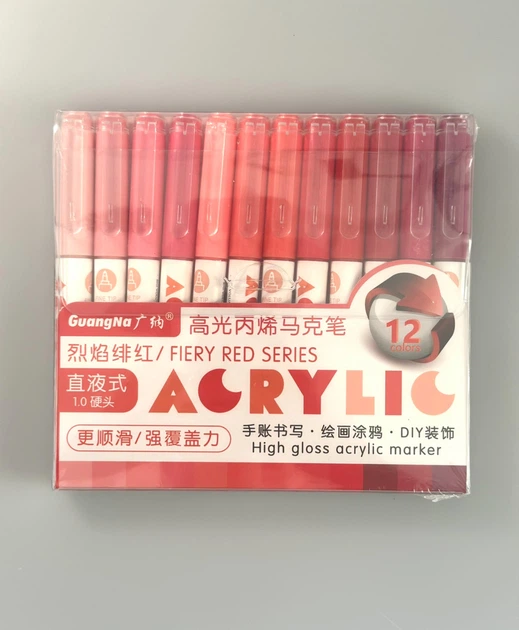 GuangNa广纳® 高光丙烯马克笔
12
colors
烈焰绯红/FIERY RED SERIES
直液式
1.0 硬头
ACRYLIC
更顺滑/强覆盖力
手账书写·绘画涂鸦·DIY装饰
High gloss acrylic marker